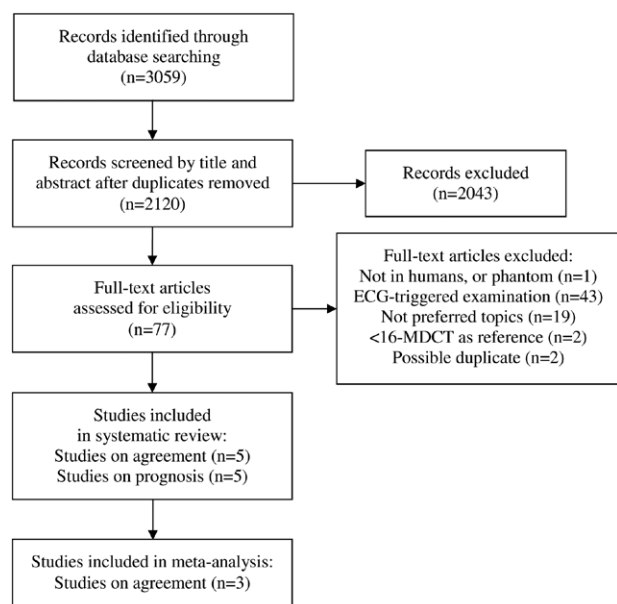 Records identified through
database searching
(n=3059)
Records screened by title and
abstract after duplicates removed
(n=2120)
Records excluded
(n=2043)
Full-text articles
assessed for eligibility
(n=77)
Full-text articles excluded:
Not in humans, or phantom (n=1)
ECG-triggered examination (n=43)
Not preferred topics (n=19)
<16-MDCT as reference (n=2)
Possible duplicate (n=2)
Studies included
in systematic review:
Studies on agreement (n=5)
Studies on prognosis (n=5)
Studies included in meta-analysis:
Studies on agreement (n=3)